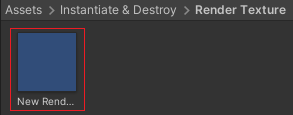 Assets > Instantiate & Destroy > Render Texture
New Rend...